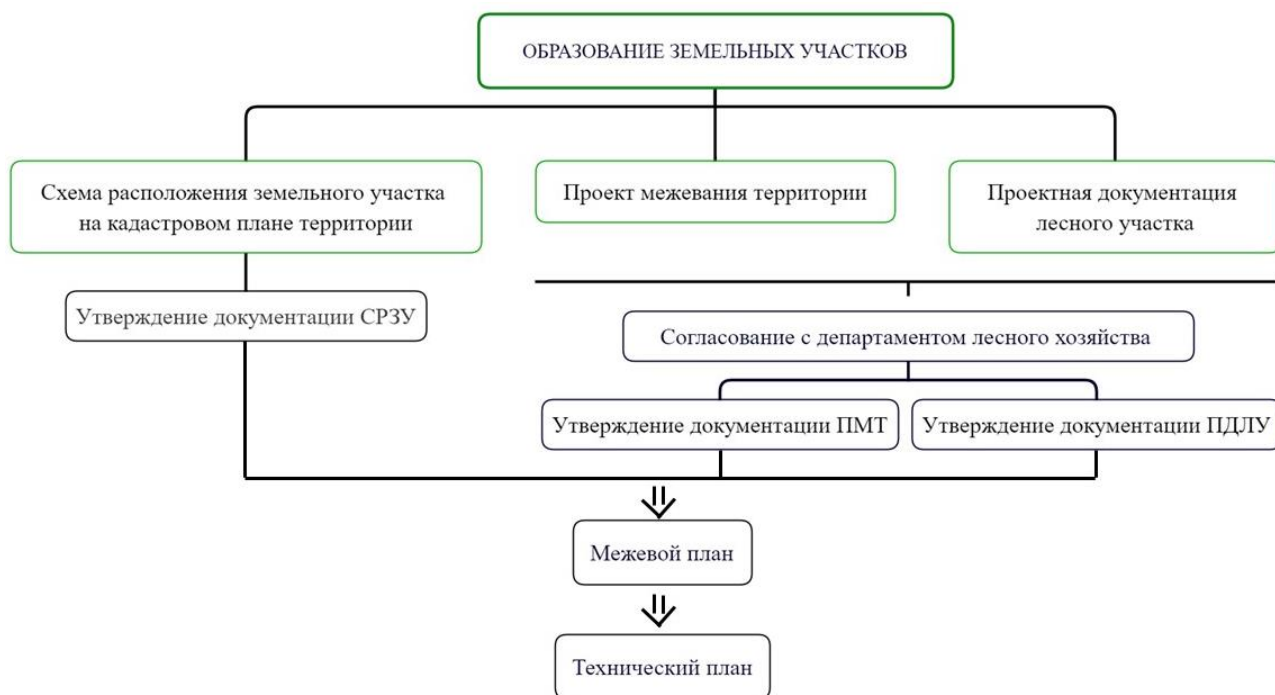 ОБРАЗОВАНИЕ ЗЕМЕЛЬНЫХ УЧАСТКОВ
Схема расположения земельного участка
на кадастровом плане территории
Проект межевания территории
Проектная документация
лесного участка
Утверждение документации СРЗУ
Согласование с департаментом лесного хозяйства
Утверждение документации ПМТ
Утверждение документации ПДЛУ
Межевой план
Технический план